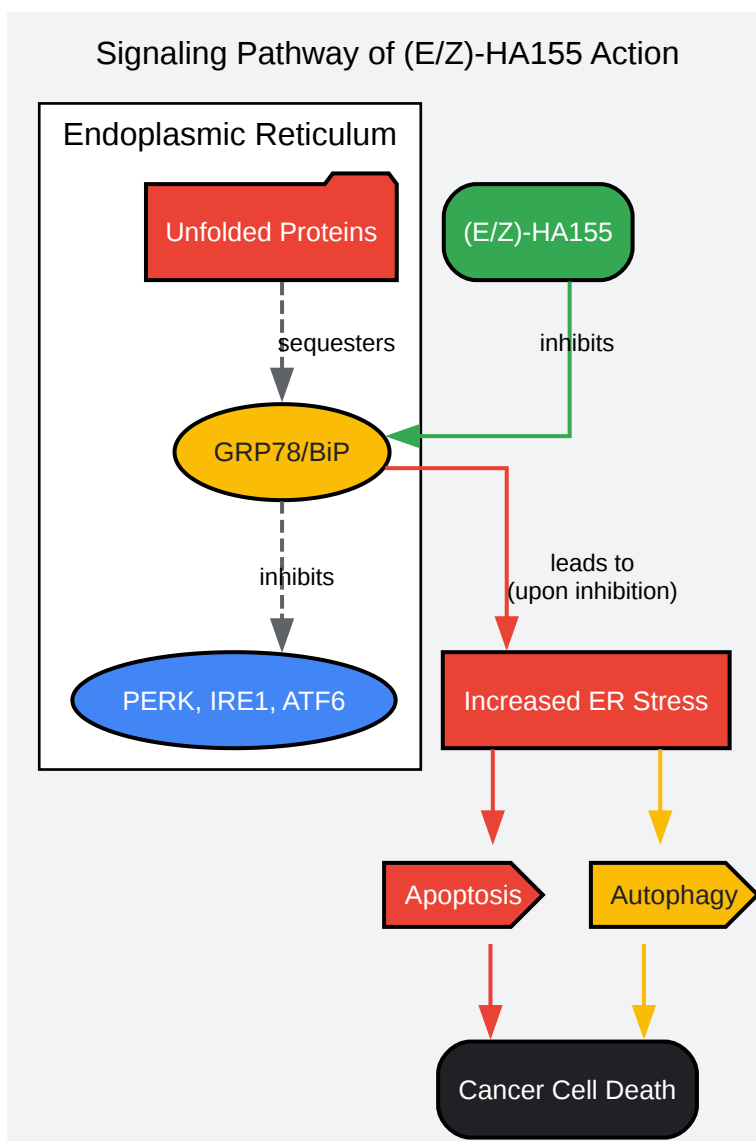 Signaling Pathway of (E/Z)-HA155 Action
Endoplasmic Reticulum
Unfolded Proteins
(E/Z)-HA155
sequesters
inhibits
GRP78/BiP
leads to
(upon inhibition)
inhibits
PERK, IRE1, ATF6
Increased ER Stress
Apoptosis
Autophagy
Cancer Cell Death